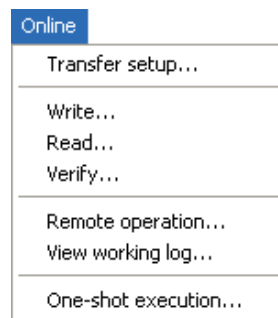 Online
Transfer setup...
Write...
Read...
Verify...
Remote operation...
View working log...
One-shot execution...